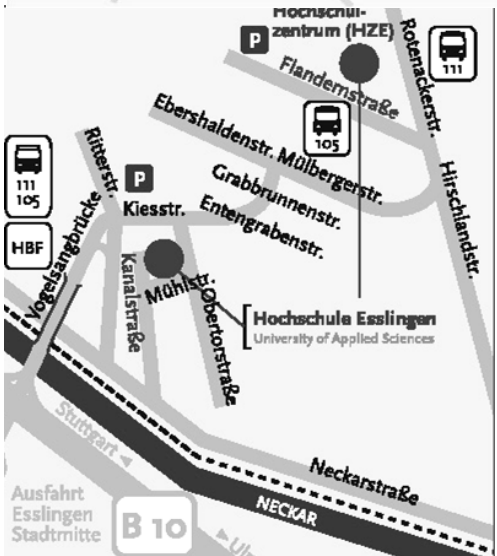 Hochschul-
zentrum (HZE)
P
Rotenackerstr.
111
Flandernstraße
105
Ebershaldenstr.
Mülbergerstr.
Hirschlandstr.
Grabbrunnenstr.
Entengrabenstr.
Ritterstr.
P
Kiesstr.
111
105
HBF
Vogelsangbrücke
Kanalstraße
Mühlstr.
Obertorstraße
Hochschule Esslingen
University of Applied Sciences
Neckarstraße
NECKAR
Stuttgart
Ausfahrt
Esslingen
Stadtmitte
B 10